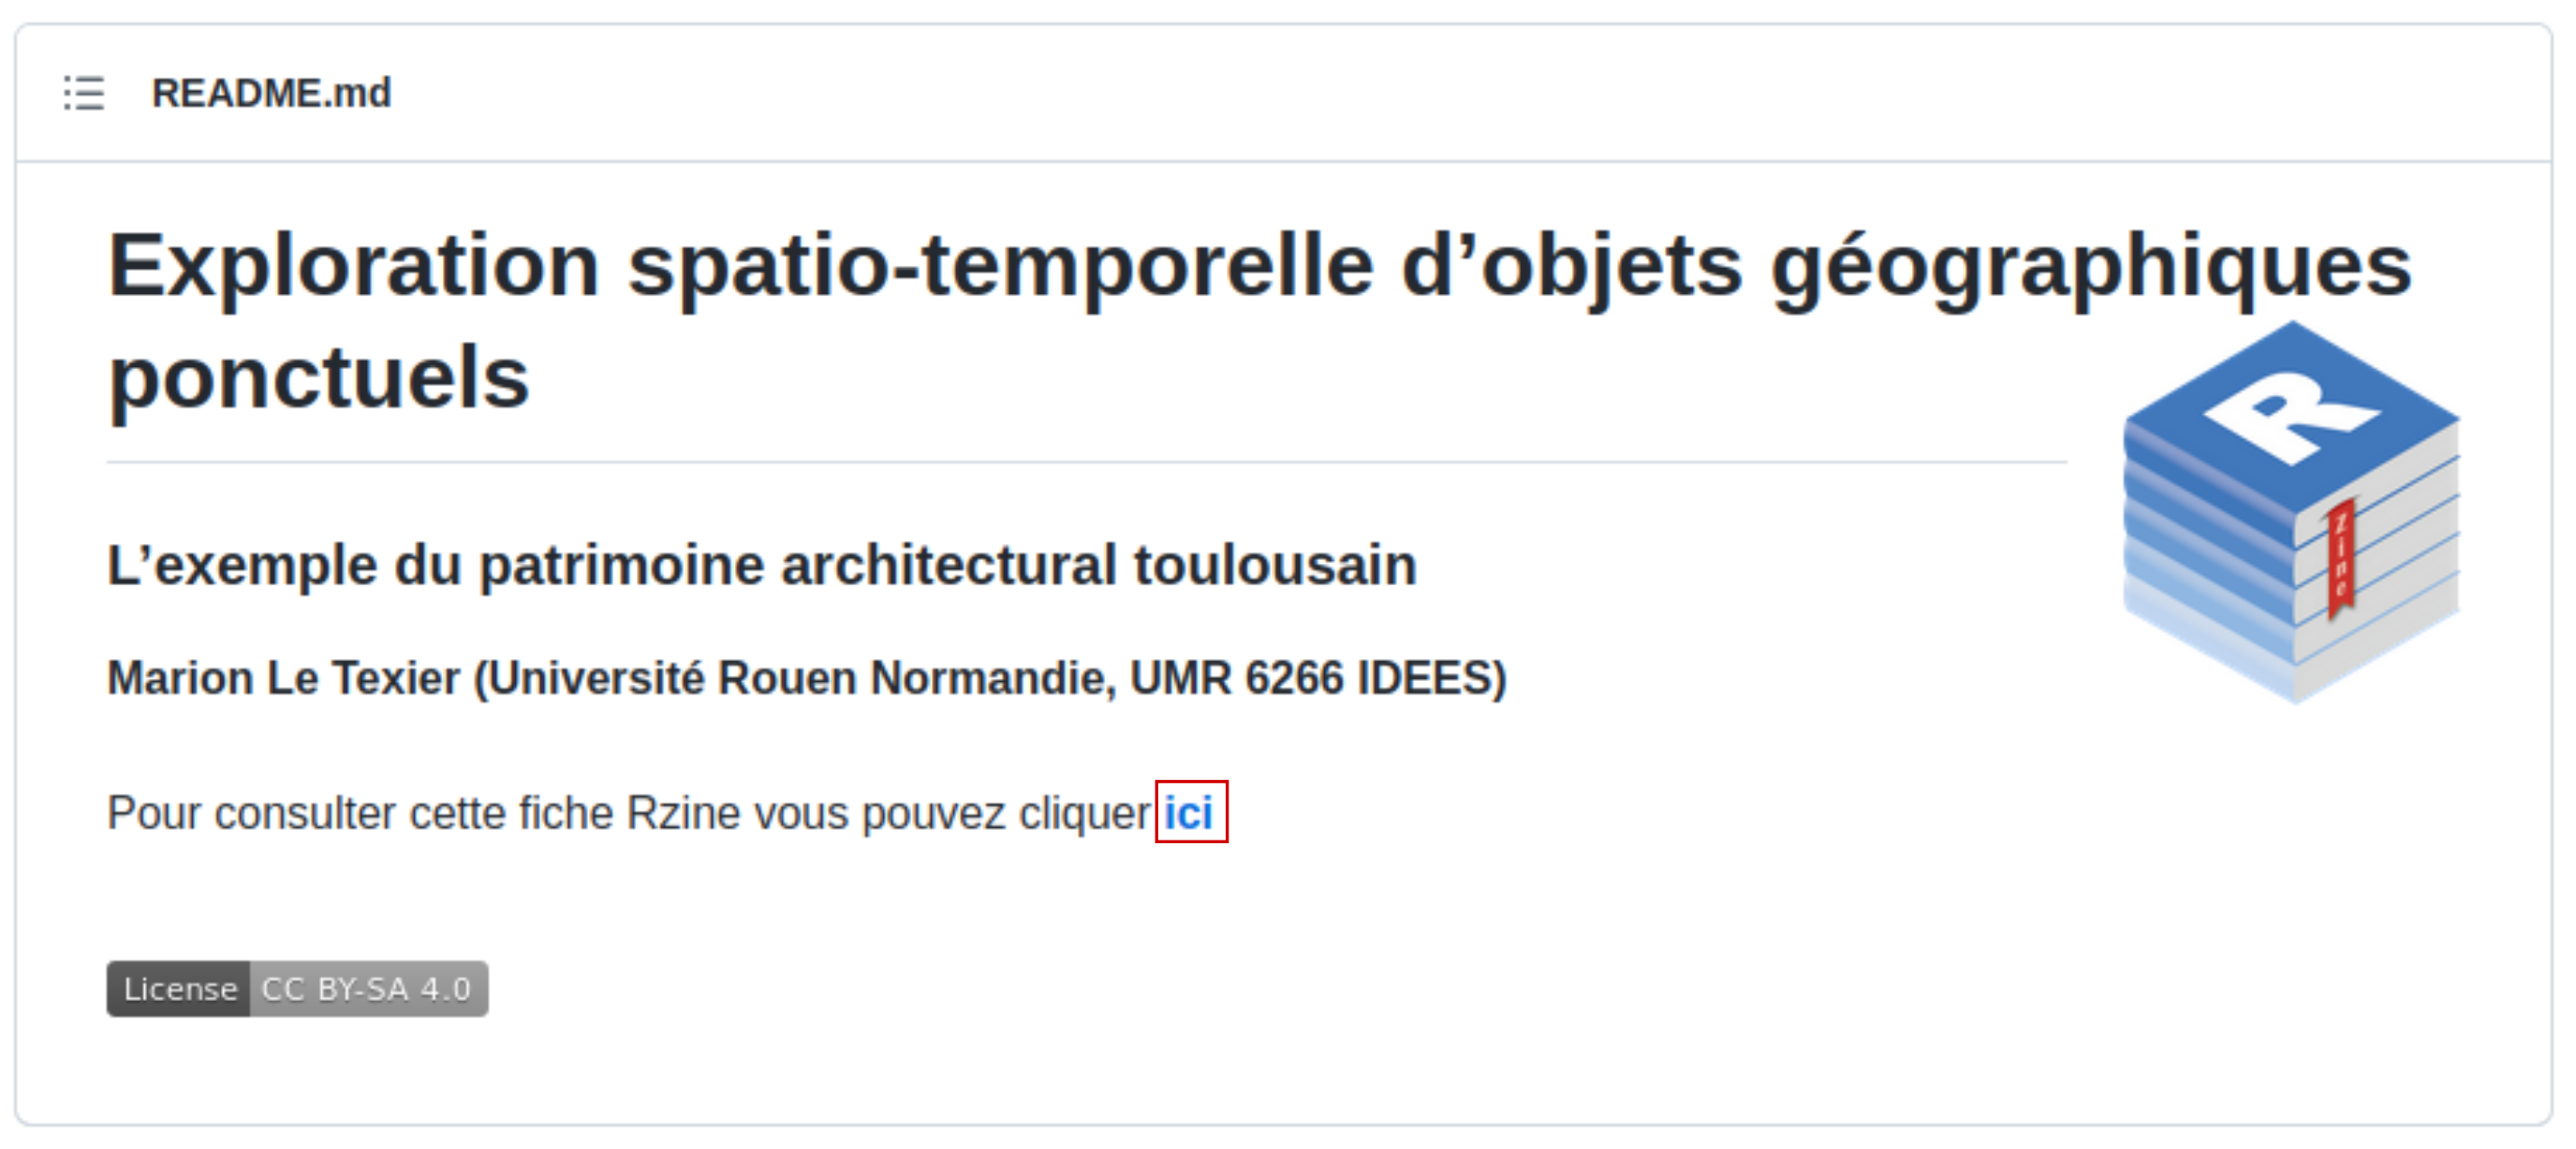 README.md
Exploration spatio-temporelle d’objets géographiques
ponctuels
R
Zine
L’exemple du patrimoine architectural toulousain
Marion Le Texier (Université Rouen Normandie, UMR 6266 IDEES)
Pour consulter cette fiche Rzine vous pouvez cliquer ici
License CC BY-SA 4.0